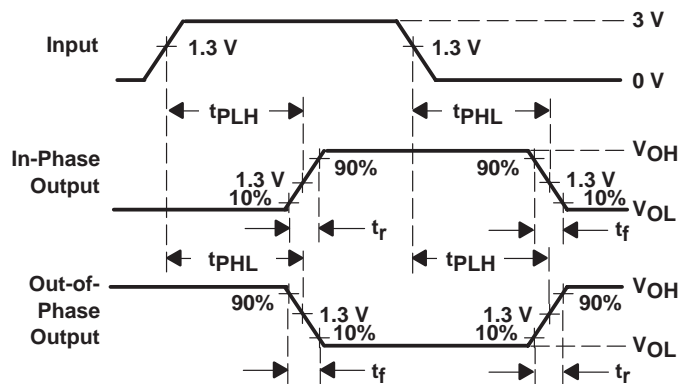 3 V
Input
1.3 V
1.3 V
0 V
tPLH
tPHL
In-Phase
Output
VOH
90%
90%
1.3 V
1.3 V
10%
10%
VOL
tr
tf
tPHL
tPLH
Out-of-
Phase
Output
VOH
90%
90%
1.3 V
1.3 V
10%
10%
VOL
tf
tr